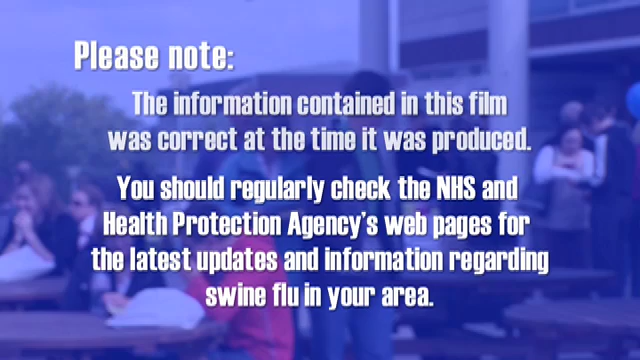 Please note:
The information contained in this film
was correct at the time it was produced.
You should regularly check the NHS and
Health Protection Agency's web pages for
the latest updates and information regarding
swine flu in your area.